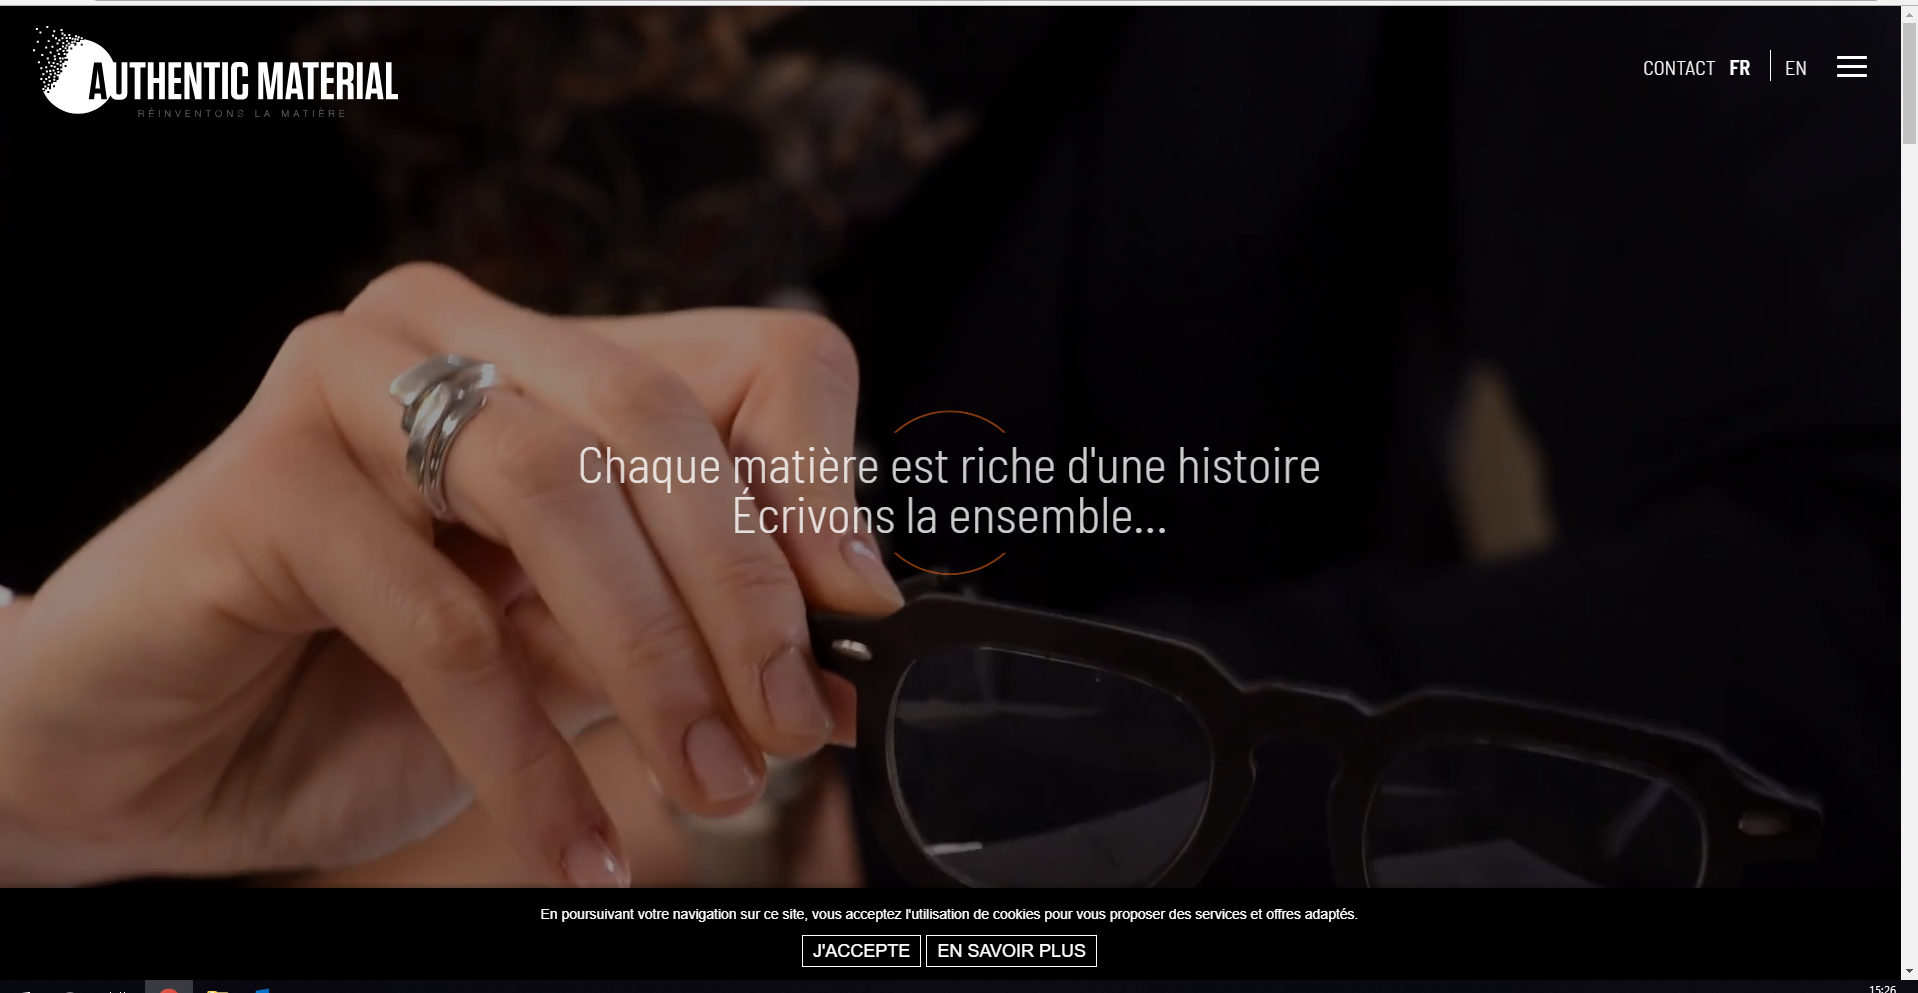 AUTHENTIC MATERIAL
RÉINVENTONS LA MATIÈRE
CONTACT FR EN
Chaque matière est riche d'une histoire
Écrivons la ensemble...
En poursuivant votre navigation sur ce site, vous acceptez l'utilisation de cookies pour vous proposer des services et offres adaptés.
J'ACCEPTE EN SAVOIR PLUS
15:26